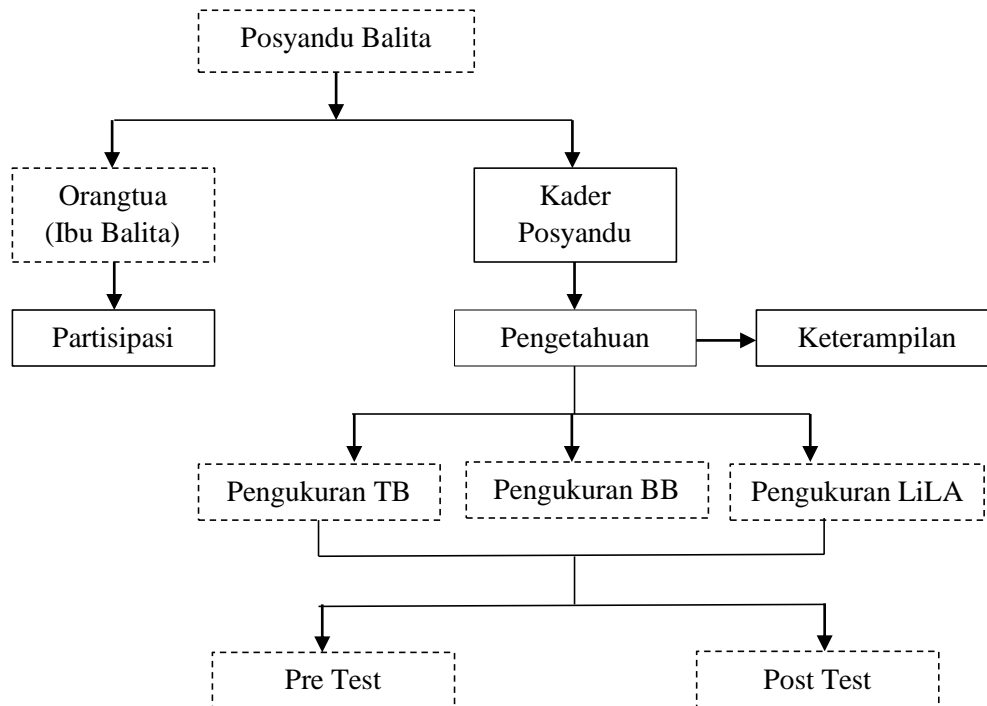 Posyandu Balita
Orangtua
(Ibu Balita)
Kader
Posyandu
Partisipasi
Pengetahuan
Keterampilan
Pengukuran TB
Pengukuran BB
Pengukuran LiLA
Pre Test
Post Test